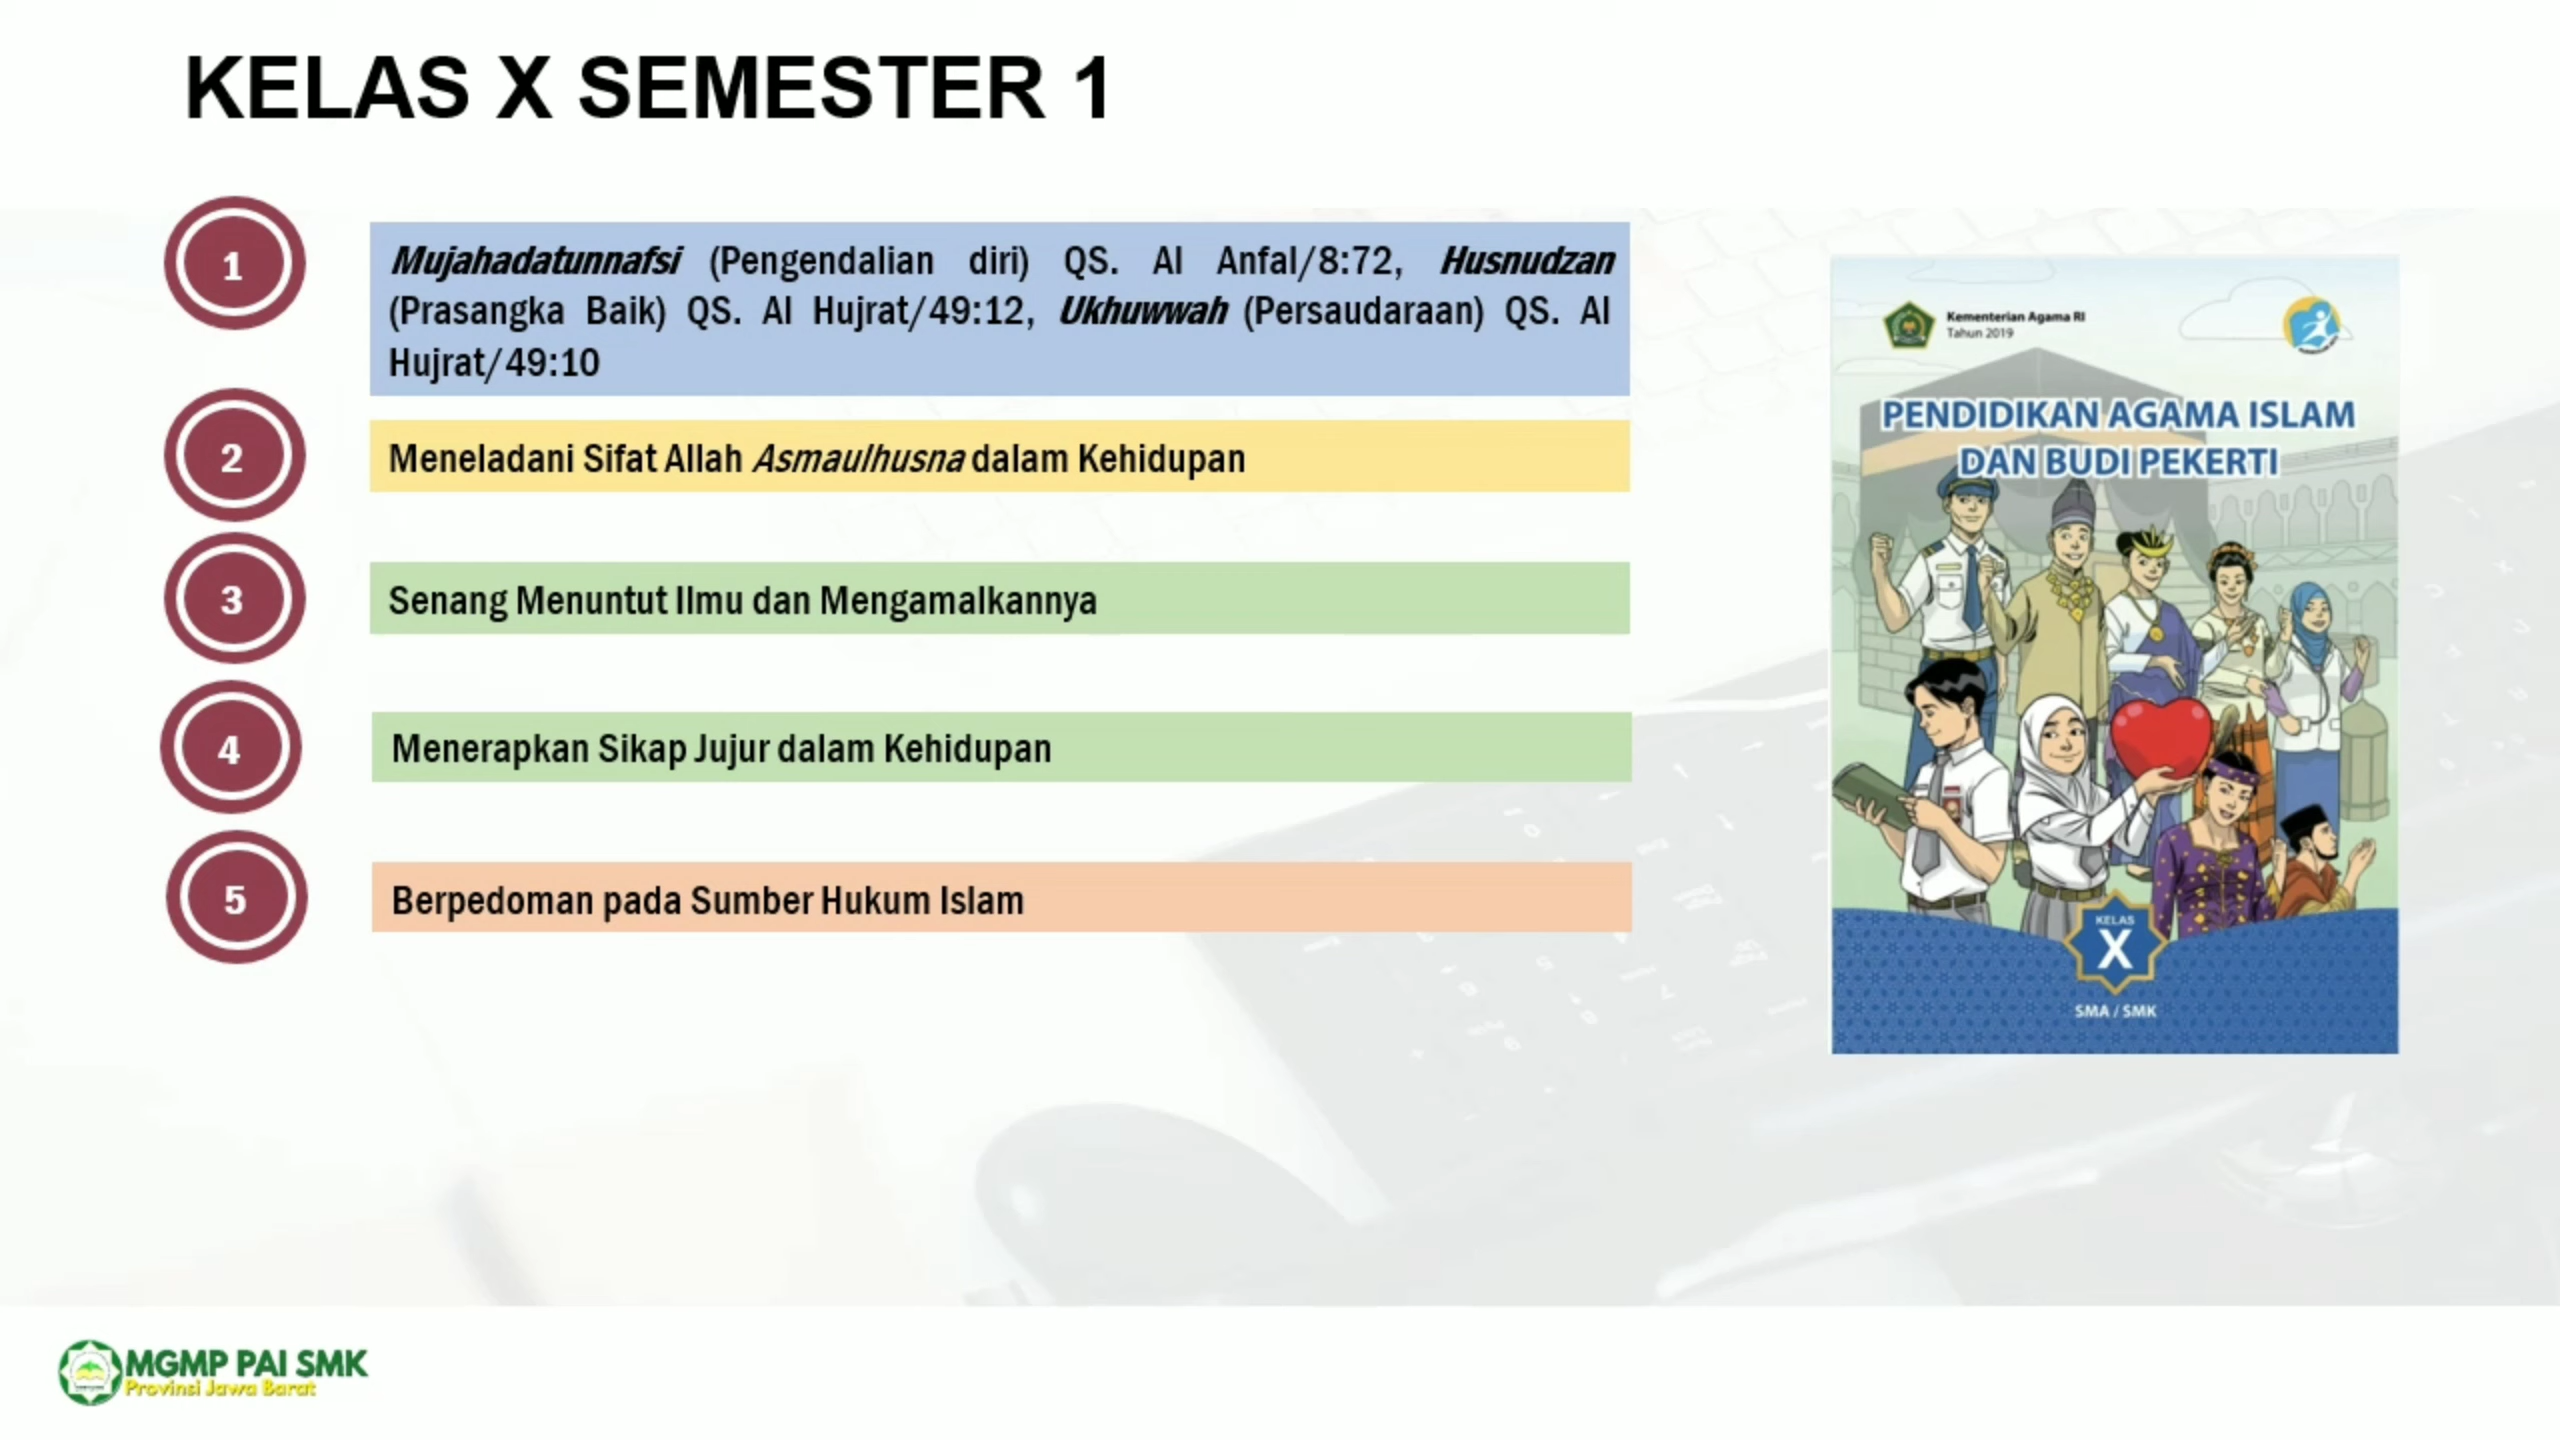 KELAS X SEMESTER 1
1
Mujahadatunnafsi (Pengendalian diri) QS. Al Anfal/8:72, Husnudzan
(Prasangka Baik) QS. Al Hujrat/49:12, Ukhuwwah (Persaudaraan) QS. Al
Hujrat/49:10
2
Meneladani Sifat Allah Asmaulhusna dalam Kehidupan
3
Senang Menuntut Ilmu dan Mengamalkannya
4
Menerapkan Sikap Jujur dalam Kehidupan
5
Berpedoman pada Sumber Hukum Islam
Kementerian Agama RI
Tahun 2019
PENDIDIKAN AGAMA ISLAM
DAN BUDI PEKERTI
KELAS
X
SMA / SMK
MGMP PAI SMK
Provinsi Jawa Barat